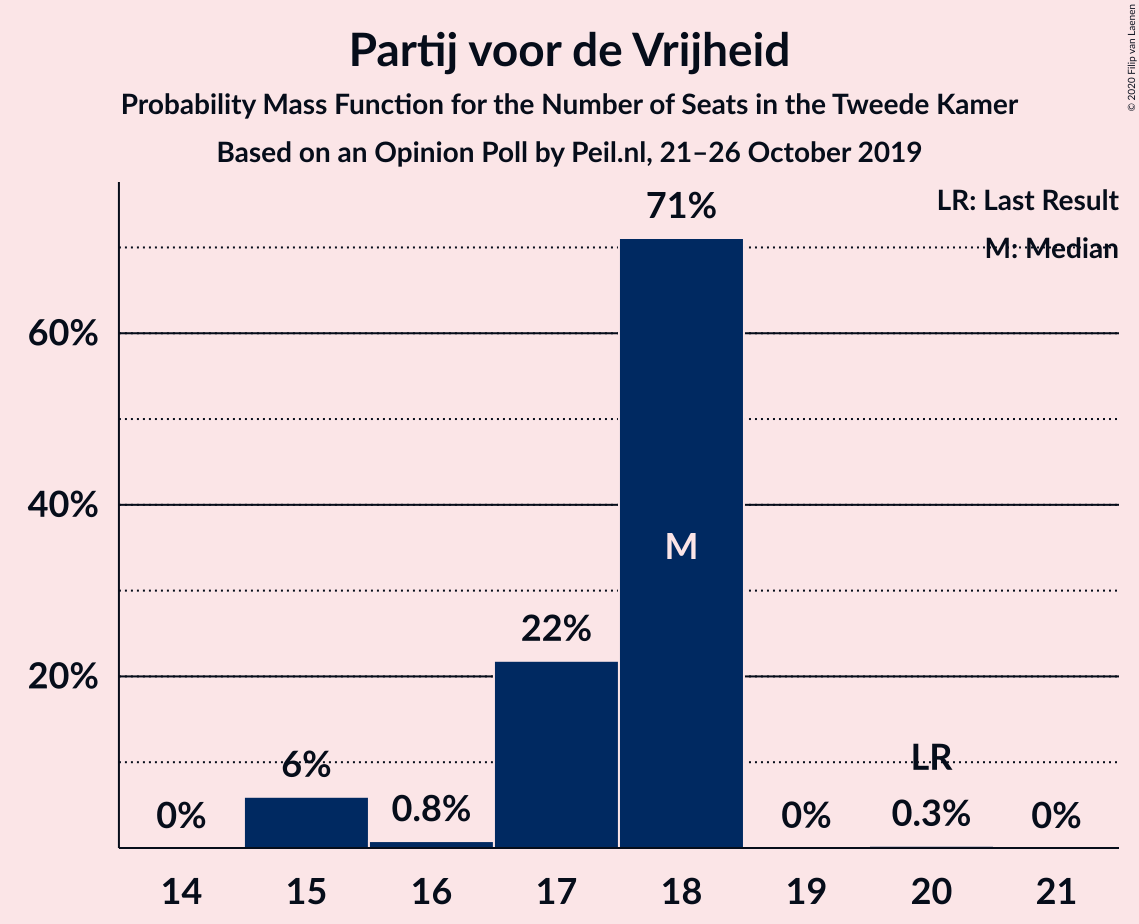 Partij voor de Vrijheid
Probability Mass Function for the Number of Seats in the Tweede Kamer
Based on an Opinion Poll by Peil.nl, 21–26 October 2019
© 2020 Filip van Laenen
LR: Last Result
M: Median
71%
60%
40%
M
22%
20%
6%
LR
0%
0.8%
0%
0.3%
0%
14 15 16 17 18 19 20 21